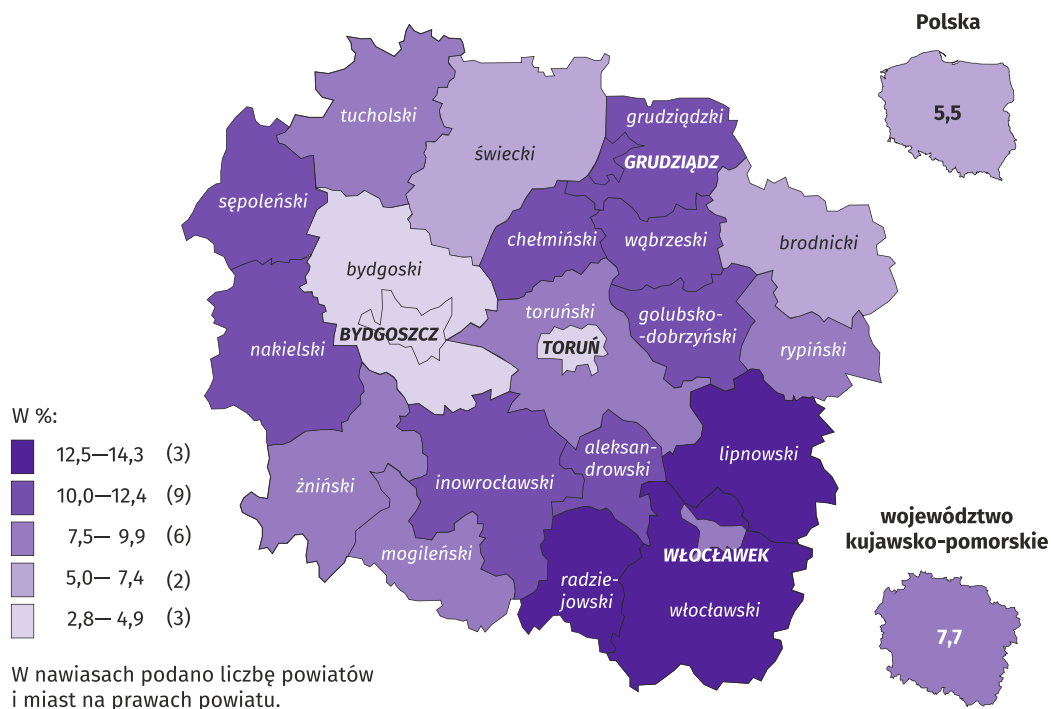 Polska
5,5
tucholski
grudziądzki
świecki
GRUDZIĄDZ
sępoleński
chełmiński
wąbrzeski
brodnicki
bydgoski
toruński
golubsko-
-dobrzyński
BYDGOSZCZ
TORUŃ
nakielski
rypiński
W %:
12,5—14,3 (3)
10,0—12,4 (9)
7,5— 9,9 (6)
5,0— 7,4 (2)
2,8— 4,9 (3)
aleksan-
drowski
lipnowski
żniński
inowrocławski
mogileński
WŁOCŁAWEK
radzie-
jowski
włocławski
województwo
kujawsko-pomorskie
7,7
W nawiasach podano liczbę powiatów
i miast na prawach powiatu.